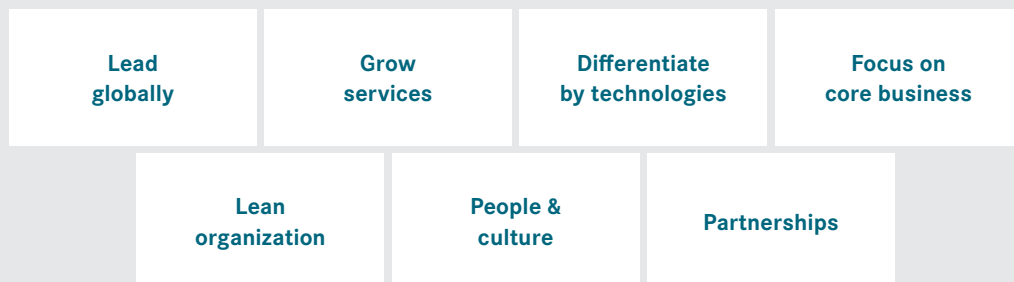 Lead
globally
Grow
services
Differentiate
by technologies
Focus on
core business
Lean
organization
People &
culture
Partnerships